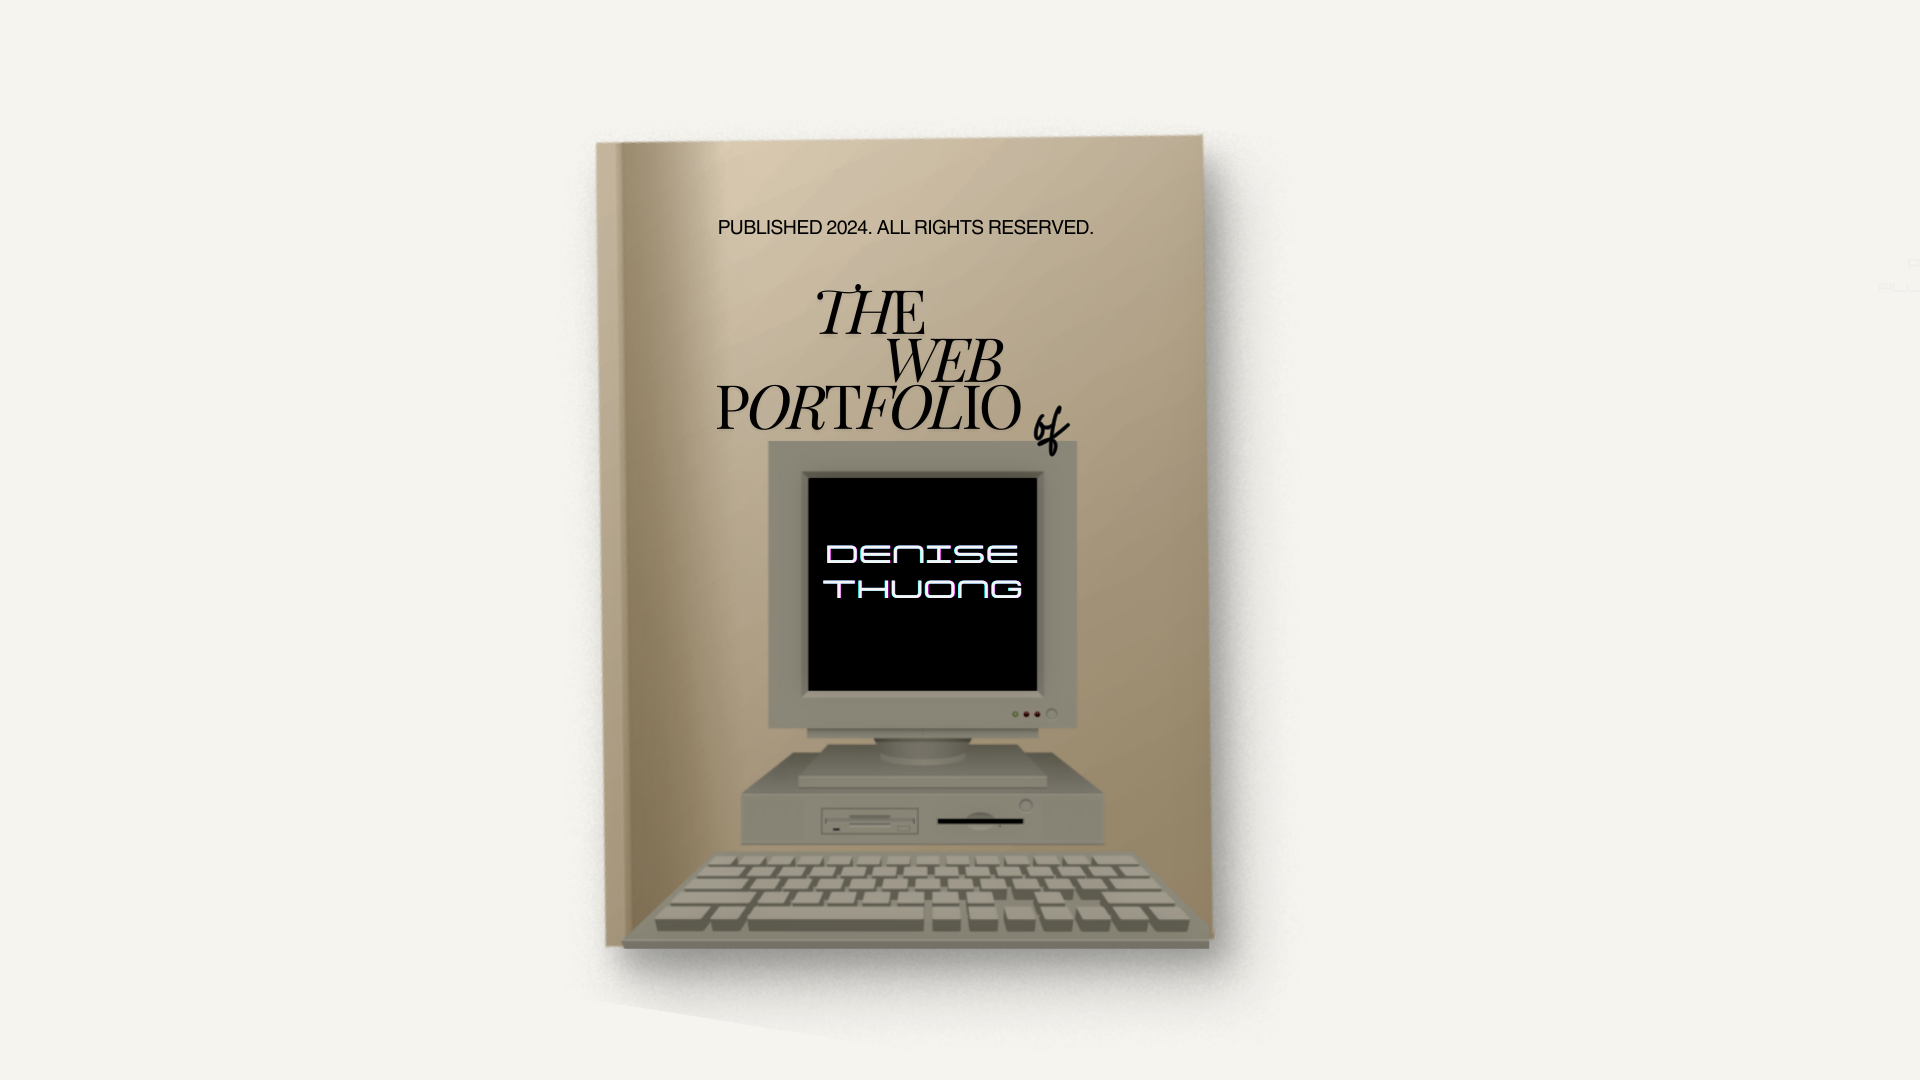 PUBLISHED 2024. ALL RIGHTS RESERVED.
THE
WEB
PORTFOLIO of
DENISE
THUONG